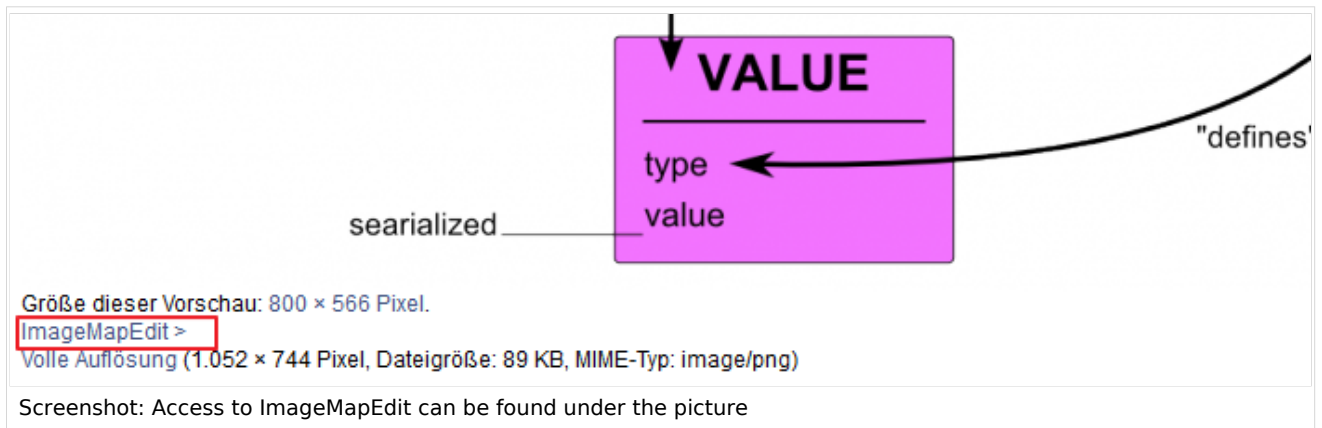 VALUE
"defines"
type
value
searialized
Größe dieser Vorschau: 800 × 566 Pixel.
ImageMapEdit >
Volle Auflösung (1.052 × 744 Pixel, Dateigröße: 89 KB, MIME-Typ: image/png)
Screenshot: Access to ImageMapEdit can be found under the picture